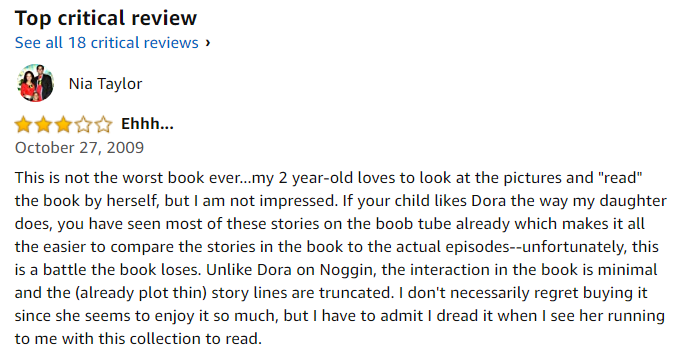 Top critical review
See all 18 critical reviews ›
Nia Taylor
Ehhh...
October 27, 2009
This is not the worst book ever...my 2 year-old loves to look at the pictures and "read"
the book by herself, but I am not impressed. If your child likes Dora the way my daughter
does, you have seen most of these stories on the boob tube already which makes it all
the easier to compare the stories in the book to the actual episodes--unfortunately, this
is a battle the book loses. Unlike Dora on Noggin, the interaction in the book is minimal
and the (already plot thin) story lines are truncated. I don't necessarily regret buying it
since she seems to enjoy it so much, but I have to admit I dread it when I see her running
to me with this collection to read.